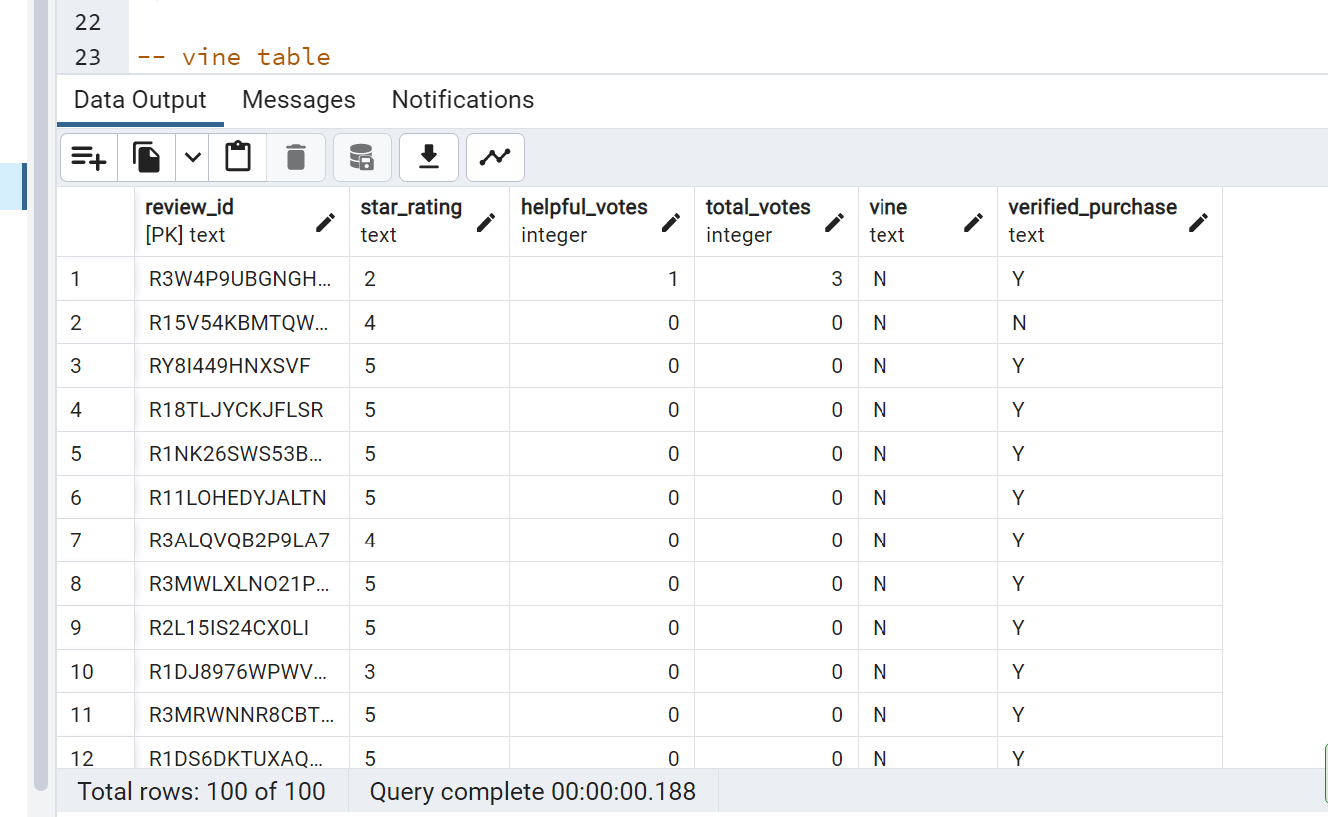 22
23 -- vine table
Data Output Messages Notifications
review_id star_rating helpful_votes total_votes vine verified_purchase
[PK] text text integer integer text text
1 R3W4P9UBGNGH... 2 1 3 N Y
2 R15V54KBMTQW... 4 0 0 N N
3 RY8I449HNXSVF 5 0 0 N Y
4 R18TLJYCKJFLSR 5 0 0 N Y
5 R1NK26SWS53B... 5 0 0 N Y
6 R11LOHEDYJALTN 5 0 0 N Y
7 R3ALQVQB2P9LA7 4 0 0 N Y
8 R3MWLXLNO21P... 5 0 0 N Y
9 R2L15IS24CX0LI 5 0 0 N Y
10 R1DJ8976WPWV... 3 0 0 N Y
11 R3MRWNNR8CBT... 5 0 0 N Y
12 R1DS6DKTUXAQ... 5 0 0 N Y
Total rows: 100 of 100 Query complete 00:00:00.188